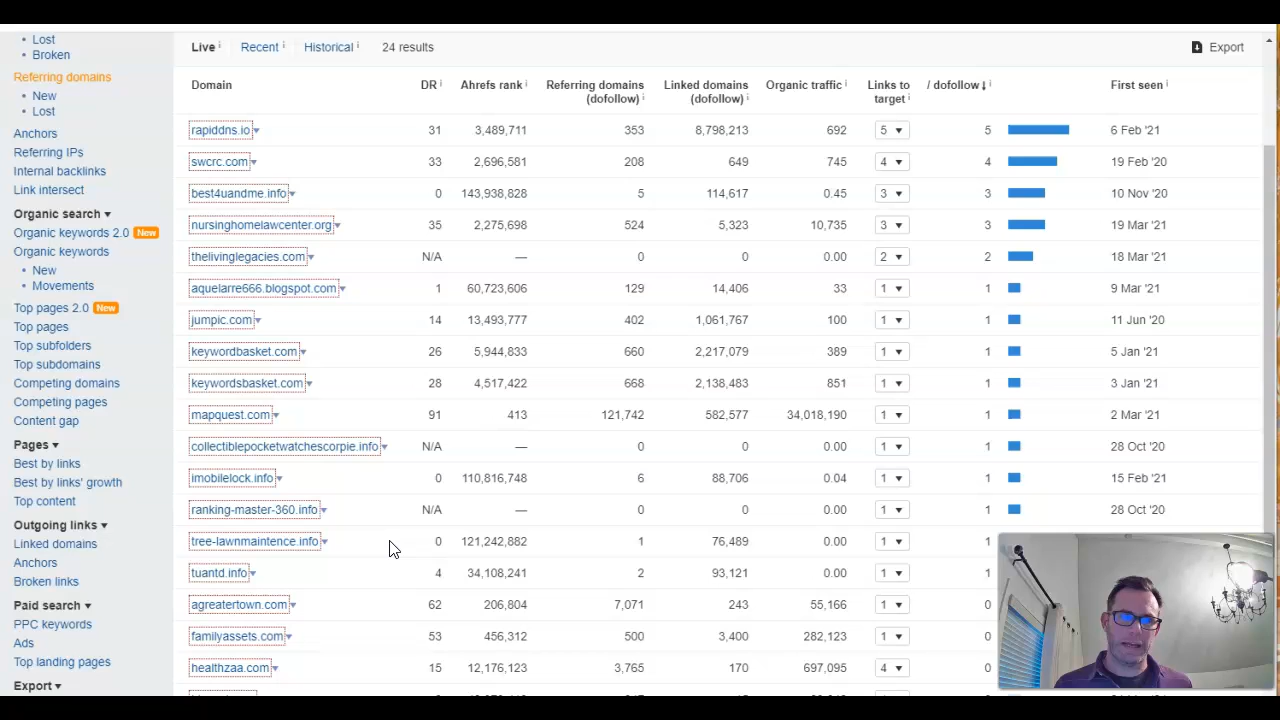 Lost
Broken
Referring domains
New
Lost
Anchors
Referring IPs
Internal backlinks
Link intersect
Organic search
Organic keywords 2.0 New
Organic keywords
New
Movements
Top pages 2.0 New
Top pages
Top subfolders
Top subdomains
Competing domains
Competing pages
Content gap
Pages
Best by links
Best by links' growth
Top content
Outgoing links
Linked domains
Anchors
Broken links
Paid search
PPC keywords
Ads
Top landing pages
Export
Live Recent Historical 24 results Export
Domain DR Ahrefs rank Referring domains (dofollow) Linked domains (dofollow) Organic traffic Links to target / dofollow First seen
rapiddns.io 31 3,489,711 353 8,798,213 692 5 5 6 Feb '21
swcrc.com 33 2,696,581 208 649 745 4 4 19 Feb '20
best4uandme.info 0 143,938,828 5 114,617 0.45 3 3 10 Nov '20
nursinghomelawcenter.org 35 2,275,698 524 5,323 10,735 3 3 19 Mar '21
thelivinglegacies.com N/A — 0 0 0.00 2 2 18 Mar '21
aquelarre666.blogspot.com 1 60,723,606 129 14,406 33 1 1 9 Mar '21
jumpic.com 14 13,493,777 402 1,061,767 100 1 1 11 Jun '20
keywordbasket.com 26 5,944,833 660 2,217,079 389 1 1 5 Jan '21
keywordsbasket.com 28 4,517,422 668 2,138,483 851 1 1 3 Jan '21
mapquest.com 91 413 121,742 582,577 34,018,190 1 1 2 Mar '21
collectiblepocketwatchescorpie.info N/A — 0 0 0.00 1 1 28 Oct '20
imobilelock.info 0 110,816,748 6 88,706 0.04 1 1 15 Feb '21
ranking-master-360.info N/A — 0 0 0.00 1 1 28 Oct '20
tree-lawnmaintence.info 0 121,242,882 1 76,489 0.00 1 1
tuantd.info 4 34,108,241 2 93,121 0.00 1 1
agreatertown.com 62 206,804 7,071 243 55,166 1 0
familyassets.com 53 456,312 500 3,400 282,123 1 0
healthzaa.com 15 12,176,123 3,765 170 697,095 4 0